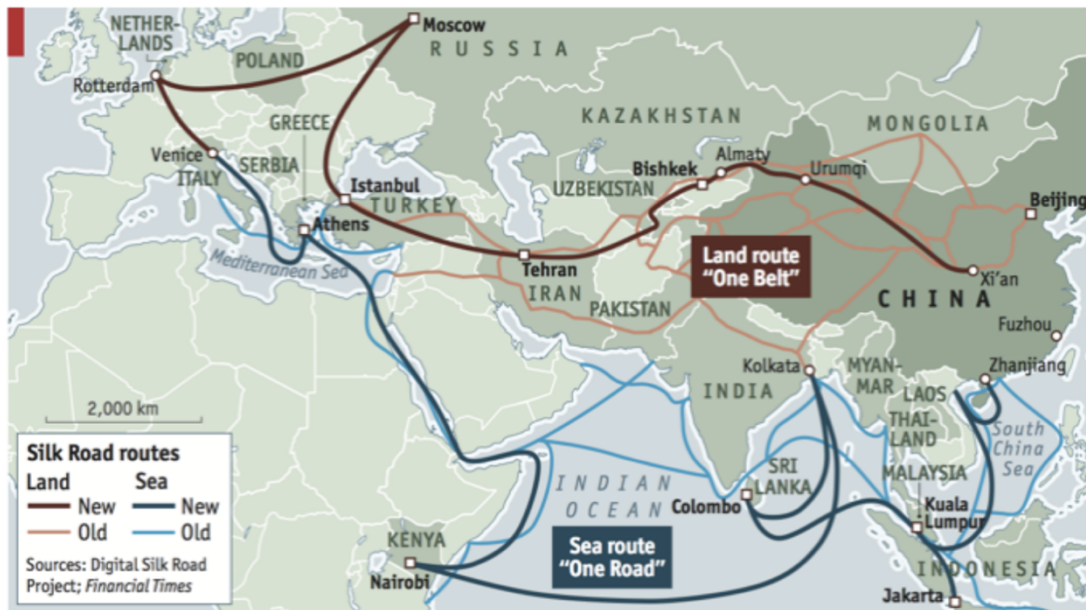 NETHER-
LANDS
Moscow
RUSSIA
POLAND
Rotterdam
KAZAKHSTAN
GREECE
MONGOLIA
Venice
ITALY
SERBIA
Almaty
Bishkek
Urumqi
Istanbul
TURKEY
UZBEKISTAN
Beijing
Athens
Mediterranean Sea
Tehran
IRAN
Land route
“One Belt”
Xi’an
CHINA
PAKISTAN
Fuzhou
Kolkata
Zhanjiang
INDIA
MYAN-
MAR
LAOS
THAI-
LAND
South
China
Sea
2,000 km
Silk Road routes
Land
Sea
New
New
Old
Old
Sources: Digital Silk Road
Project; Financial Times
INDIAN
OCEAN
SRI
LANKA
Colombo
MALAYSIA
Kuala
Lumpur
KENYA
Nairobi
Sea route
“One Road”
INDONESIA
Jakarta